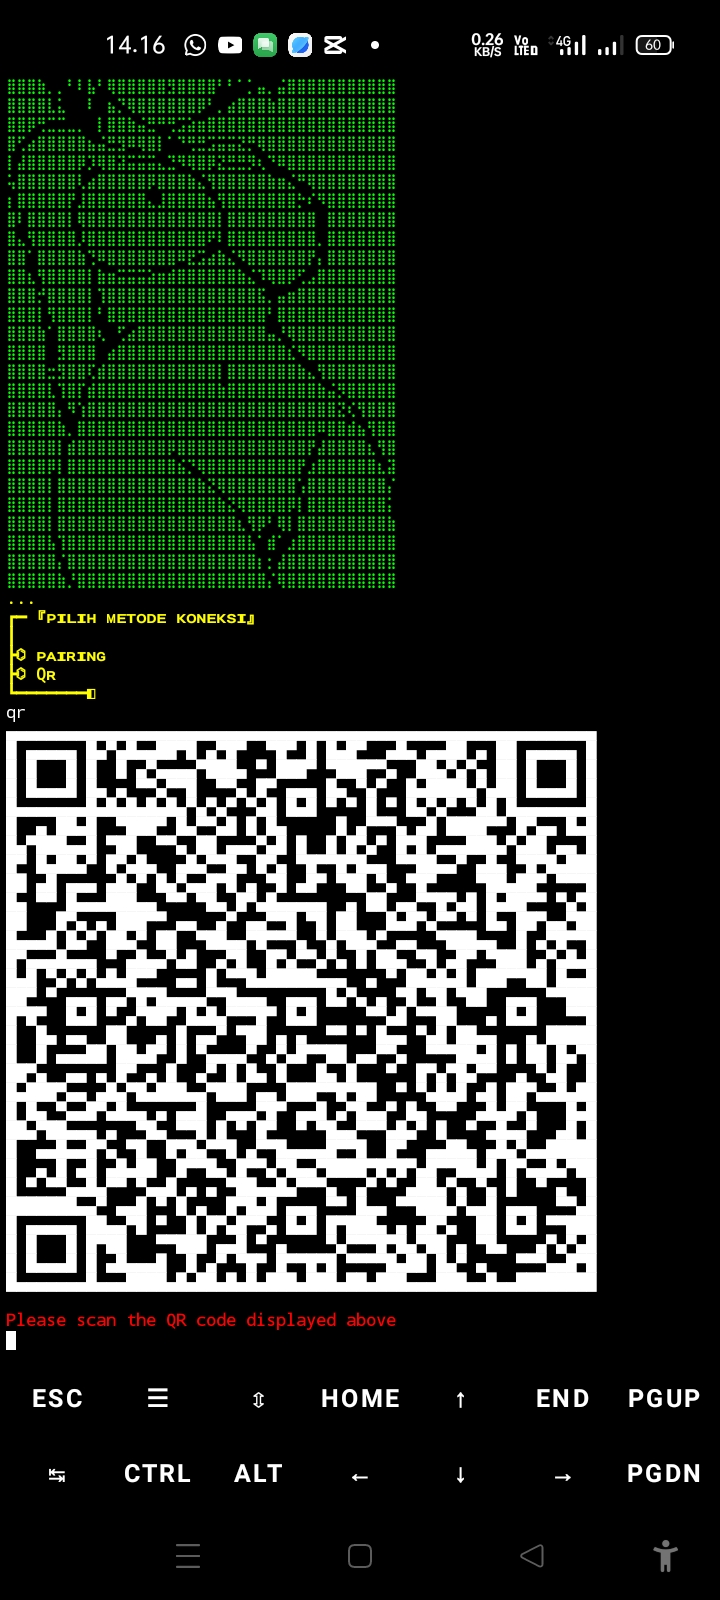 14.16
0.26 KB/S
Vo LTE
4G
60
...
『PILIH METODE KONEKSI』
PAIRING
QR
qr
Please scan the QR code displayed above
ESC ☰ ⇳ HOME ↑ END PGUP
↹ CTRL ALT ← ↓ → PGDN